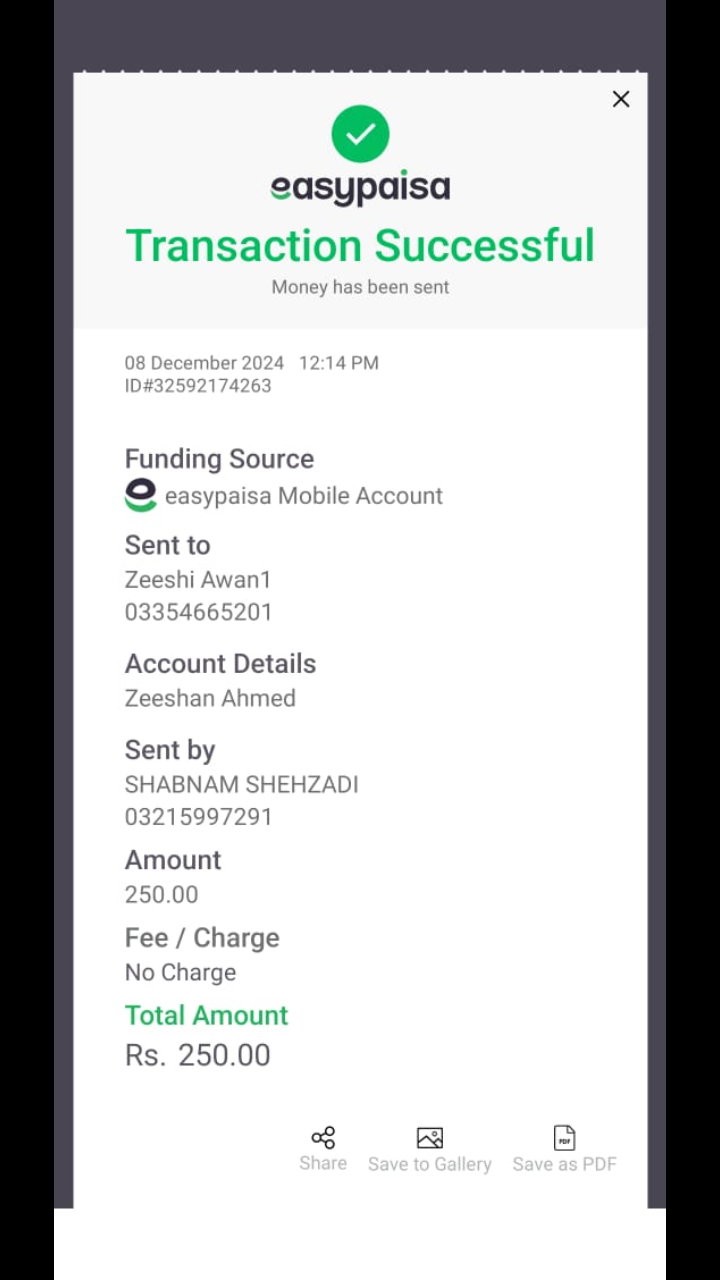 easypaisa
Transaction Successful
Money has been sent
08 December 2024 12:14 PM
ID#32592174263
Funding Source
easypaisa Mobile Account
Sent to
Zeeshi Awan1
03354665201
Account Details
Zeeshan Ahmed
Sent by
SHABNAM SHEHZADI
03215997291
Amount
250.00
Fee / Charge
No Charge
Total Amount
Rs. 250.00
PDF
Share Save to Gallery Save as PDF